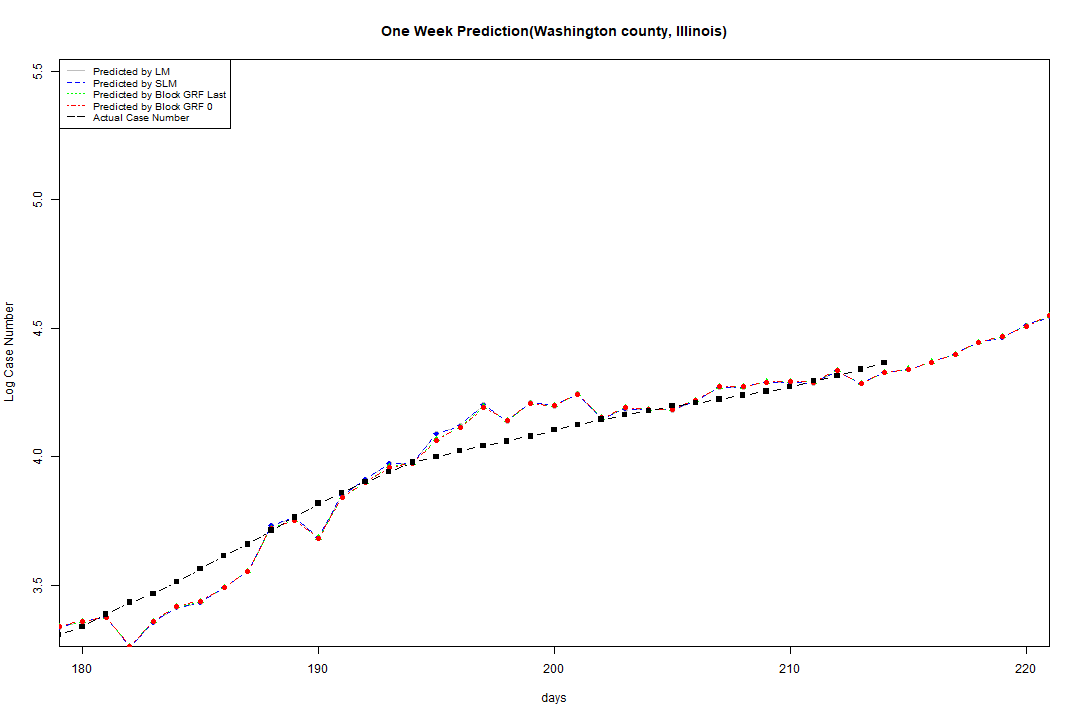 One Week Prediction(Washington county, Illinois)
Predicted by LM
Predicted by SLM
Predicted by Block GRF Last
Predicted by Block GRF 0
Actual Case Number
5.5
5.0
4.5
4.0
3.5
Log Case Number
180 190 200 210 220
days